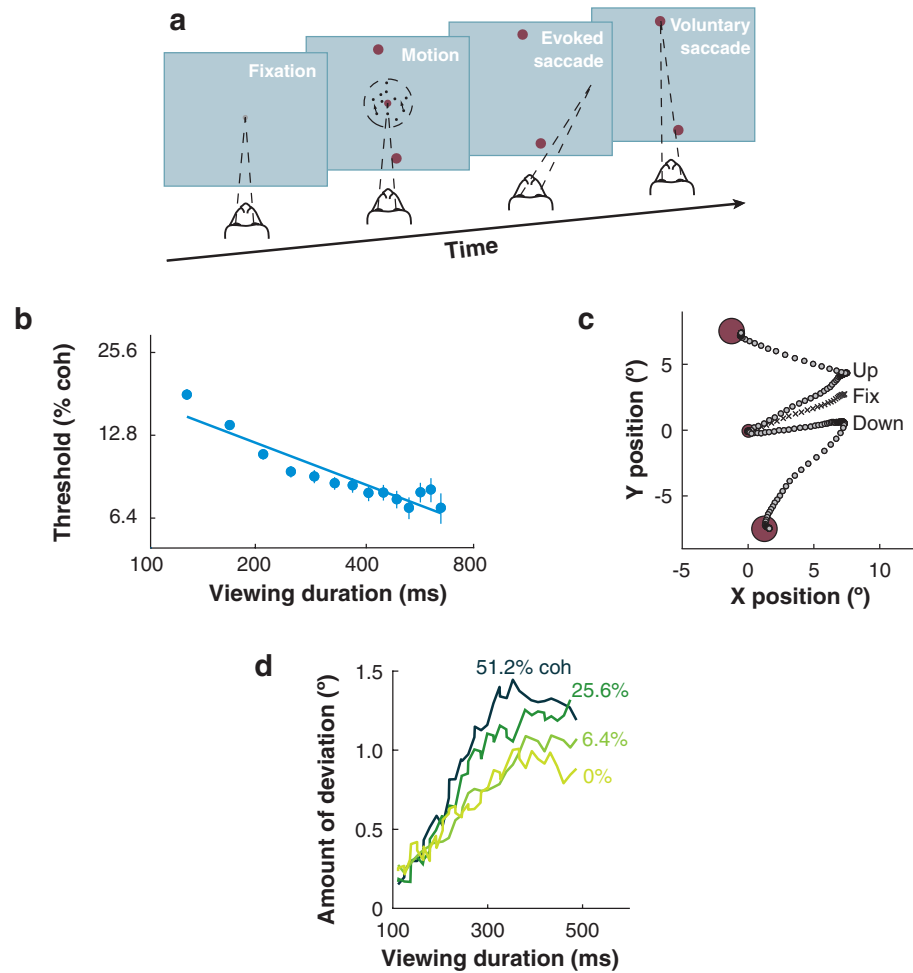 a
Fixation
Motion
Evoked
saccade
Voluntary
saccade
Time
b
Threshold (% coh)
25.6
12.8
6.4
100
200
400
800
Viewing duration (ms)
c
Y position (º)
5
0
-5
Up
Fix
Down
-5
0
5
10
X position (º)
d
Amount of deviation (º)
1.5
1.0
0.5
0
51.2% coh
25.6%
6.4%
0%
100
300
500
Viewing duration (ms)